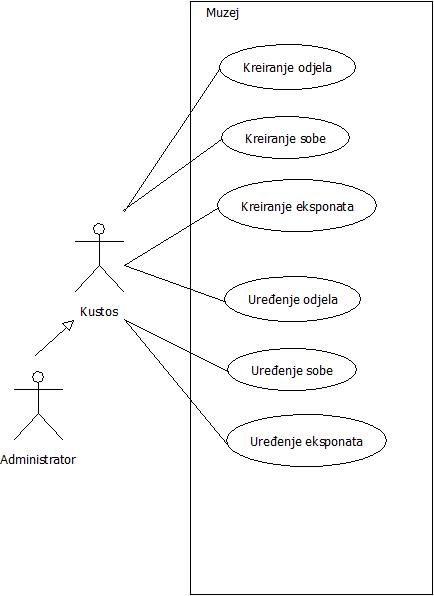 Muzej
Kreiranje odjela
Kreiranje sobe
Kreiranje eksponata
Kustos
Uređenje odjela
Uređenje sobe
Uređenje eksponata
Administrator